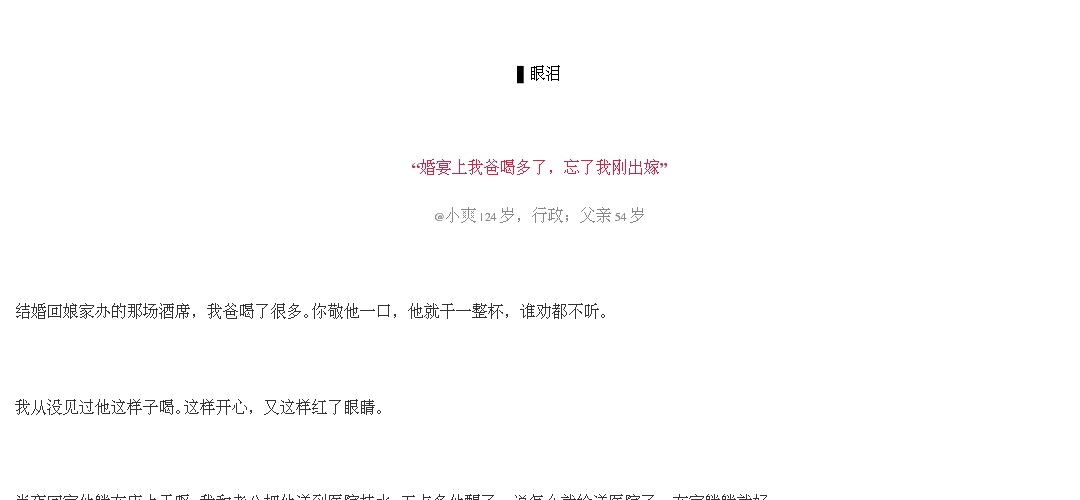 ▌眼泪
“婚宴上我爸喝多了，忘了我刚出嫁”
@小爽 | 24 岁，行政；父亲 54 岁
结婚回娘家办的那场酒席，我爸喝了很多。你敬他一口，他就干一整杯，谁劝都不听。
我从没见过他这样子喝。这样开心，又这样红了眼睛。